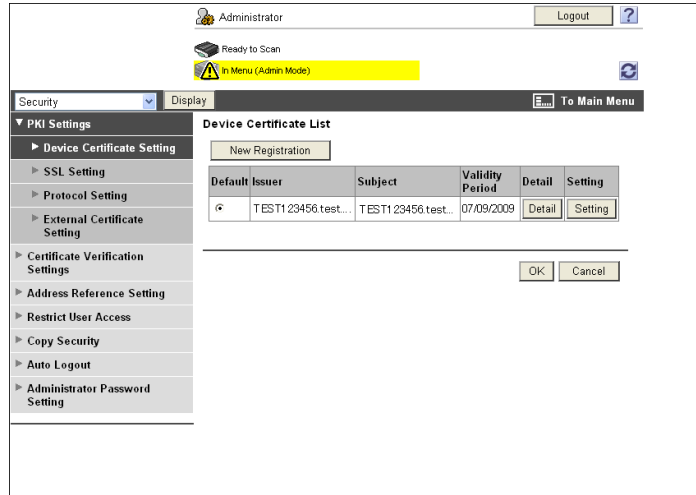 Administrator
Logout
?
Ready to Scan
In Menu (Admin Mode)
Security
Display
To Main Menu
PKI Settings
Device Certificate Setting
SSL Setting
Protocol Setting
External Certificate
Setting
Certificate Verification
Settings
Address Reference Setting
Restrict User Access
Copy Security
Auto Logout
Administrator Password
Setting
Device Certificate List
New Registration
Default Issuer Subject Validity Period Detail Setting
TEST123456.test.... TEST123456.test... 07/09/2009 Detail Setting
OK Cancel